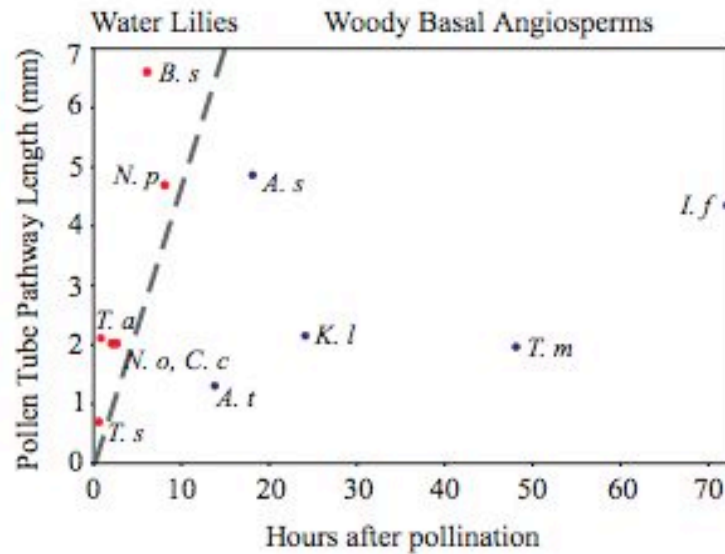 Water Lilies Woody Basal Angiosperms
Pollen Tube Pathway Length (mm)
7
6
5
4
3
2
1
0
B. s
N. p
A. s
I. f
T. a
K. l
T. m
N. o, C. c
A. t
T. s
0 10 20 30 40 50 60 70
Hours after pollination